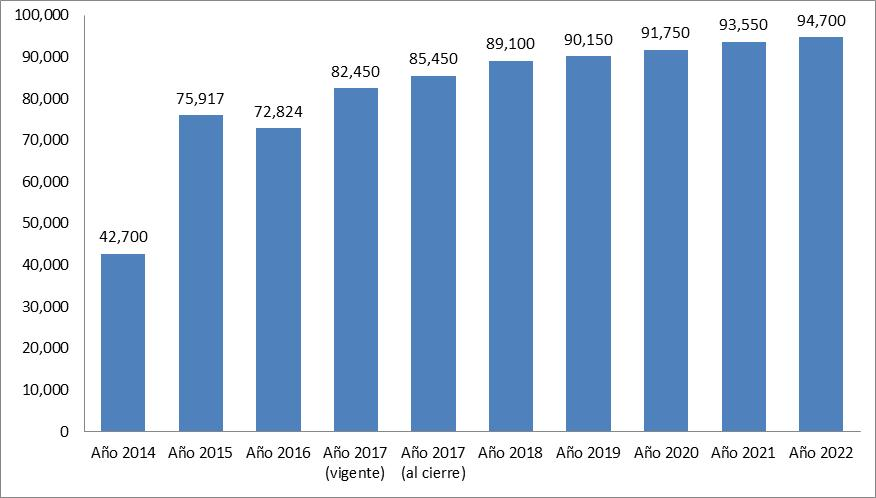 100,000
90,000
80,000
70,000
60,000
50,000
40,000
30,000
20,000
10,000
0
42,700
75,917
72,824
82,450
85,450
89,100
90,150
91,750
93,550
94,700
Año 2014
Año 2015
Año 2016
Año 2017
(vigente)
Año 2017
(al cierre)
Año 2018
Año 2019
Año 2020
Año 2021
Año 2022